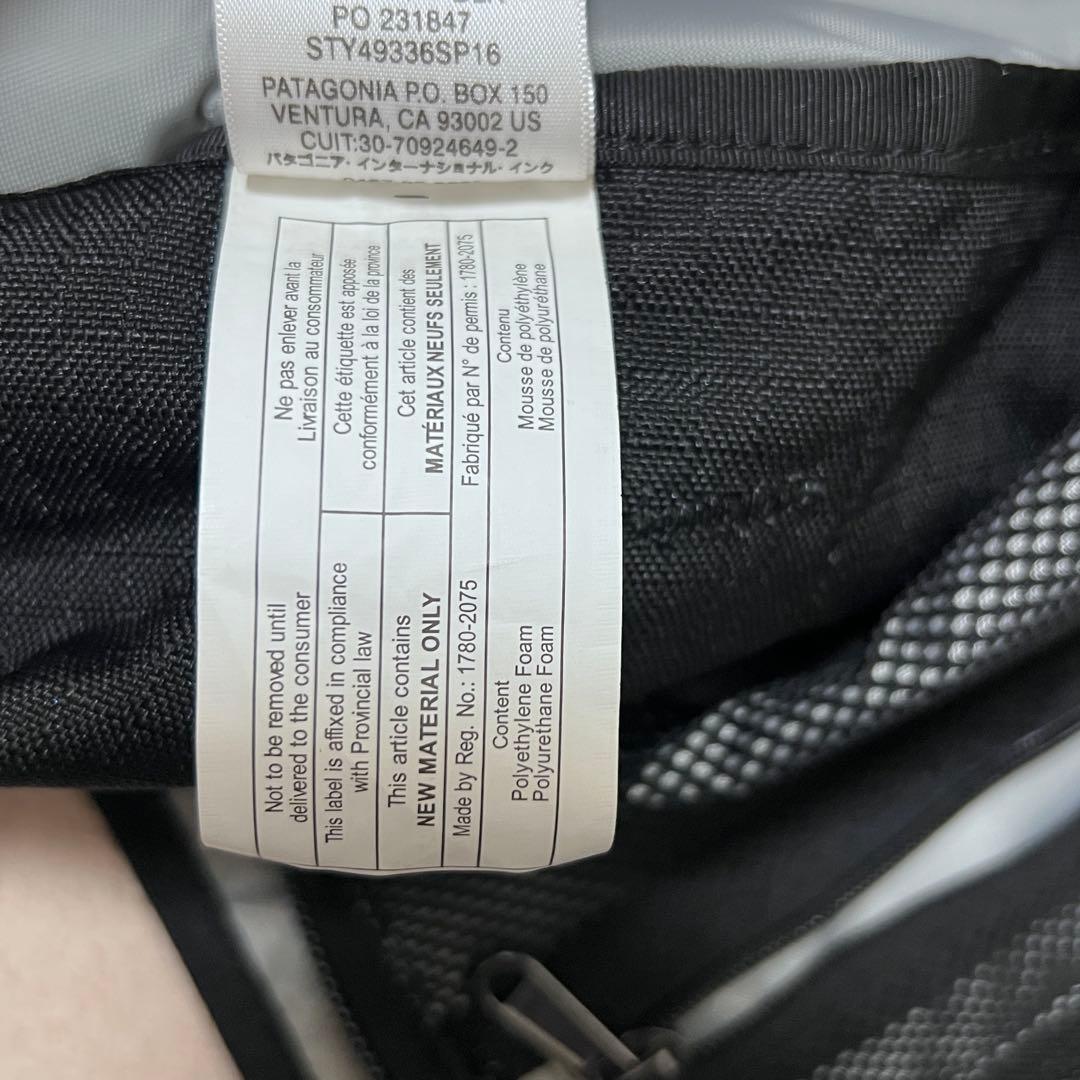 PO 231847
STY49336SP16
PATAGONIA P.O. BOX 150
VENTURA, CA 93002 US
CUIT:30-70924649-2
パタゴニア・インターナショナル・インク
Not to be removed until
delivered to the consumer
Ne pas enlever avant la
Livraison au consommateur
This label is affixed in compliance
with Provincial law
Cette étiquette est apposée
conformément à la loi de la province
This article contains
NEW MATERIAL ONLY
Cet article contient des
MATÉRIAUX NEUFS SEULEMENT
Made by Reg. No.: 1780-2075
Fabriqué par N° de permis : 1780-2075
Content
Polyethylene Foam
Polyurethane Foam
Contenu
Mousse de polyéthylène
Mousse de polyuréthane